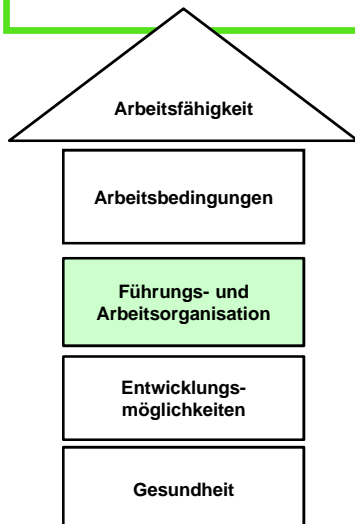 Arbeitsfähigkeit
Arbeitsbedingungen
Führungs- und
Arbeitsorganisation
Entwicklungs-
möglichkeiten
Gesundheit